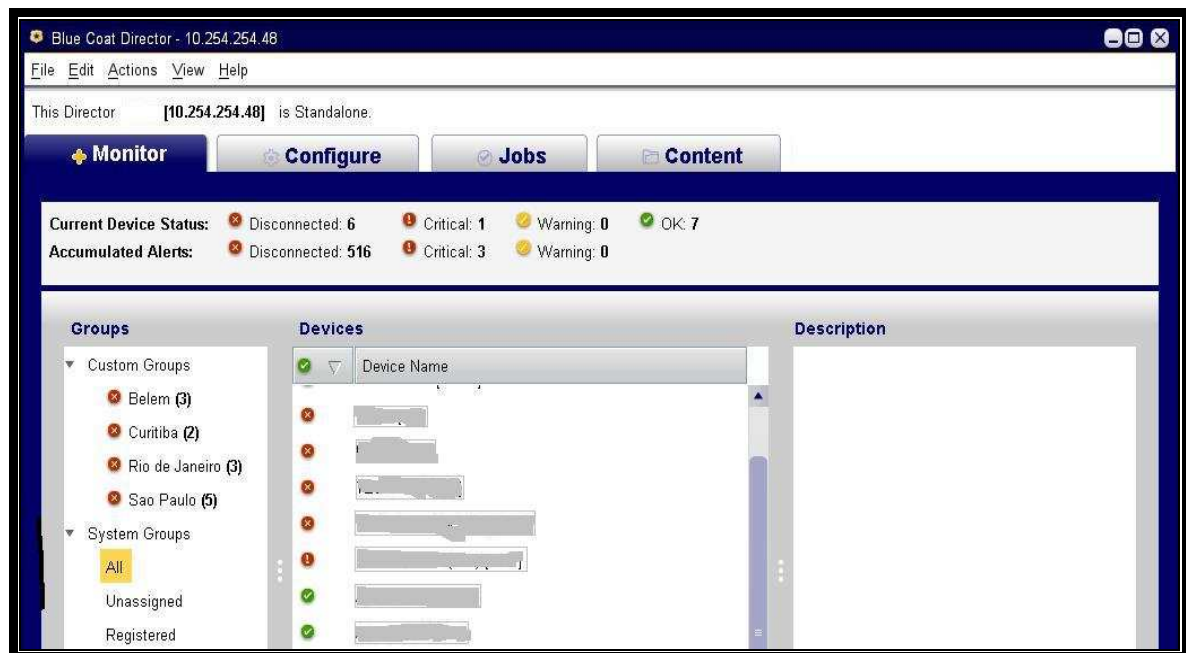 Blue Coat Director - 10.254.254.48
File Edit Actions View Help
This Director [10.254.254.48] is Standalone.
Monitor Configure Jobs Content
Current Device Status: Disconnected: 6 Critical: 1 Warning: 0 OK: 7
Accumulated Alerts: Disconnected: 516 Critical: 3 Warning: 0
Groups Devices Description
Custom Groups Device Name
Belem (3)
Curitiba (2)
Rio de Janeiro (3)
Sao Paulo (5)
System Groups
All
Unassigned
Registered